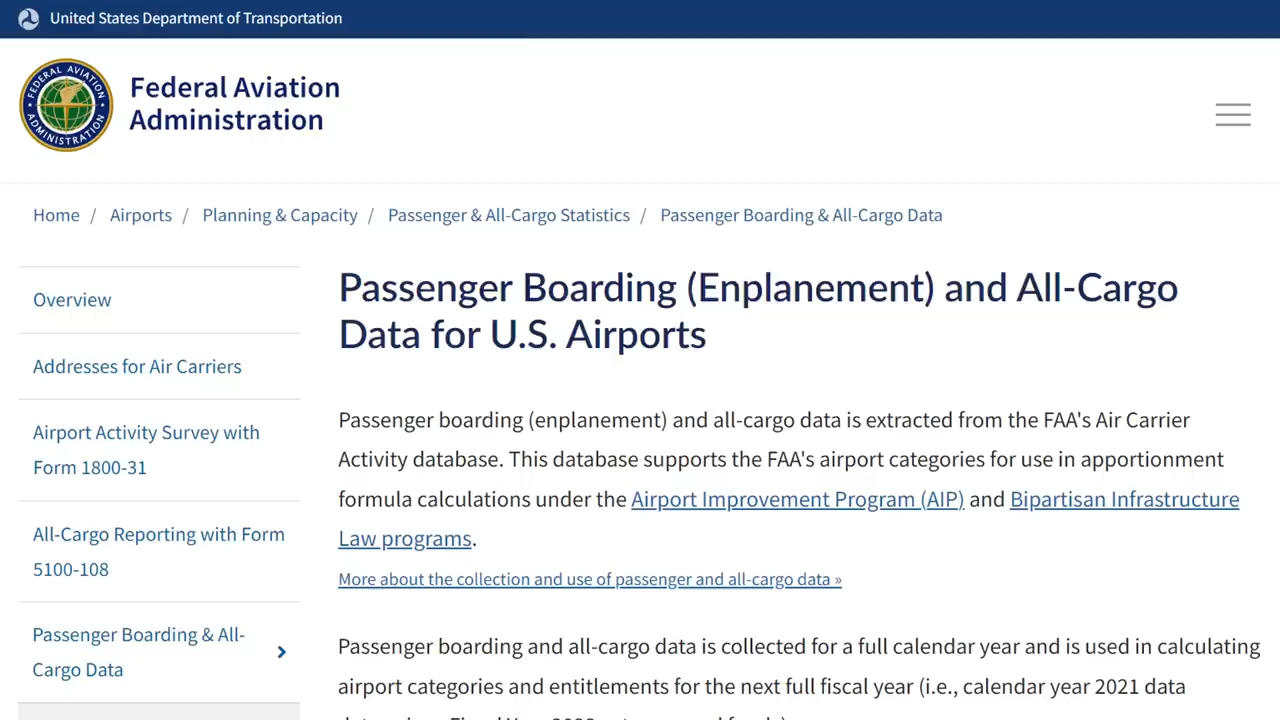 United States Department of Transportation
FEDERAL AVIATION
ADMINISTRATION
Federal Aviation
Administration
Home / Airports / Planning & Capacity / Passenger & All-Cargo Statistics / Passenger Boarding & All-Cargo Data
Overview
Addresses for Air Carriers
Airport Activity Survey with
Form 1800-31
All-Cargo Reporting with Form
5100-108
Passenger Boarding & All-
Cargo Data
Passenger Boarding (Enplanement) and All-Cargo
Data for U.S. Airports
Passenger boarding (enplanement) and all-cargo data is extracted from the FAA's Air Carrier
Activity database. This database supports the FAA's airport categories for use in apportionment
formula calculations under the Airport Improvement Program (AIP) and Bipartisan Infrastructure
Law programs.
More about the collection and use of passenger and all-cargo data »
Passenger boarding and all-cargo data is collected for a full calendar year and is used in calculating
airport categories and entitlements for the next full fiscal year (i.e., calendar year 2021 data